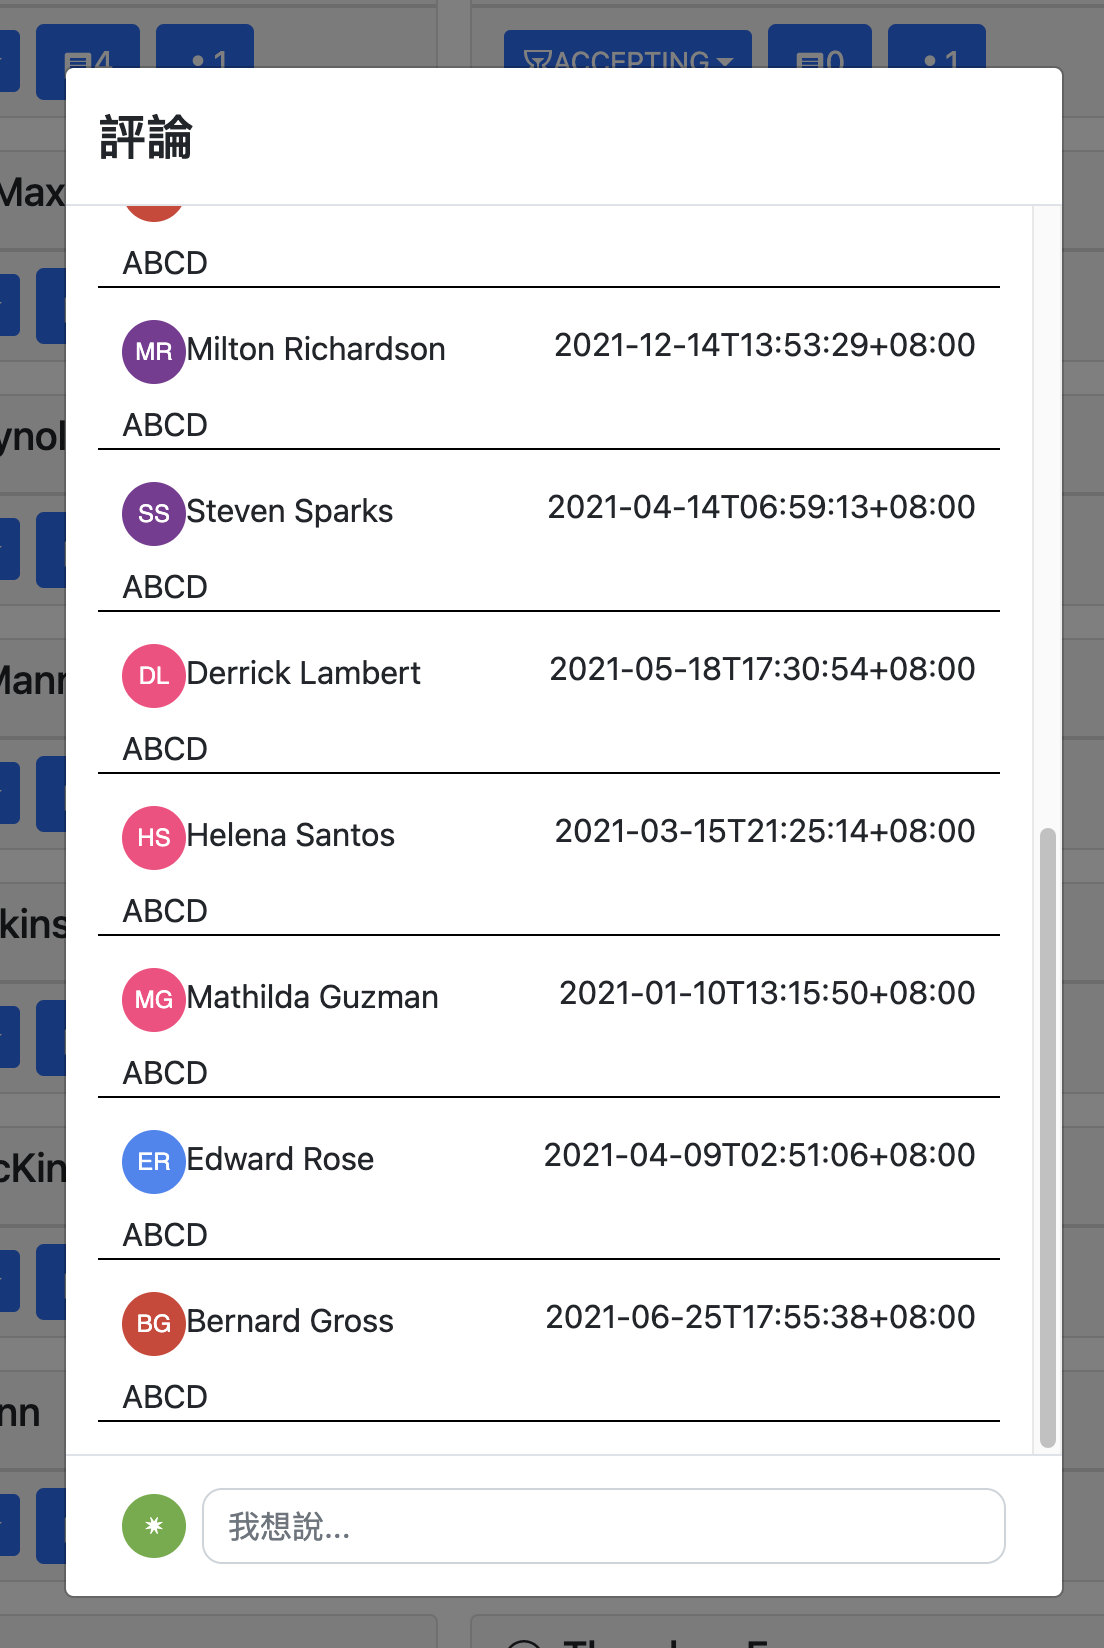 4
1
ACCEPTING
0
1
評論
Max
ABCD
MR Milton Richardson 2021-12-14T13:53:29+08:00
ABCD
ynol
SS Steven Sparks 2021-04-14T06:59:13+08:00
ABCD
DL Derrick Lambert 2021-05-18T17:30:54+08:00
Mann
ABCD
HS Helena Santos 2021-03-15T21:25:14+08:00
ABCD
kins
MG Mathilda Guzman 2021-01-10T13:15:50+08:00
ABCD
cKin
ER Edward Rose 2021-04-09T02:51:06+08:00
ABCD
BG Bernard Gross 2021-06-25T17:55:38+08:00
ABCD
nn
我想說...